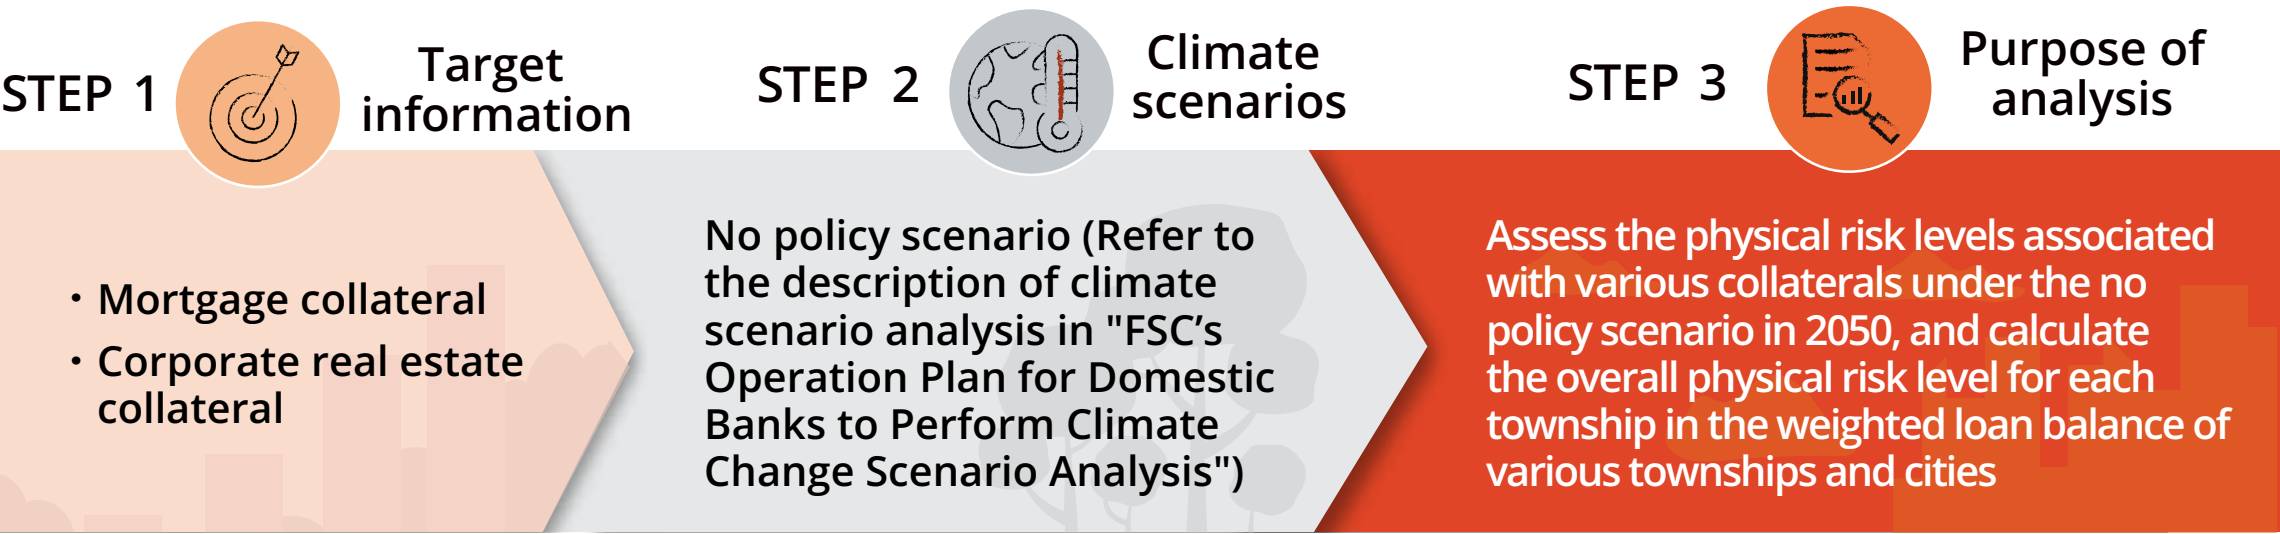 STEP 1
Target
information
・Mortgage collateral
・Corporate real estate
collateral
STEP 2
Climate
scenarios
No policy scenario (Refer to
the description of climate
scenario analysis in "FSC’s
Operation Plan for Domestic
Banks to Perform Climate
Change Scenario Analysis")
STEP 3
Purpose of
analysis
Assess the physical risk levels associated
with various collaterals under the no
policy scenario in 2050, and calculate
the overall physical risk level for each
township in the weighted loan balance of
various townships and cities